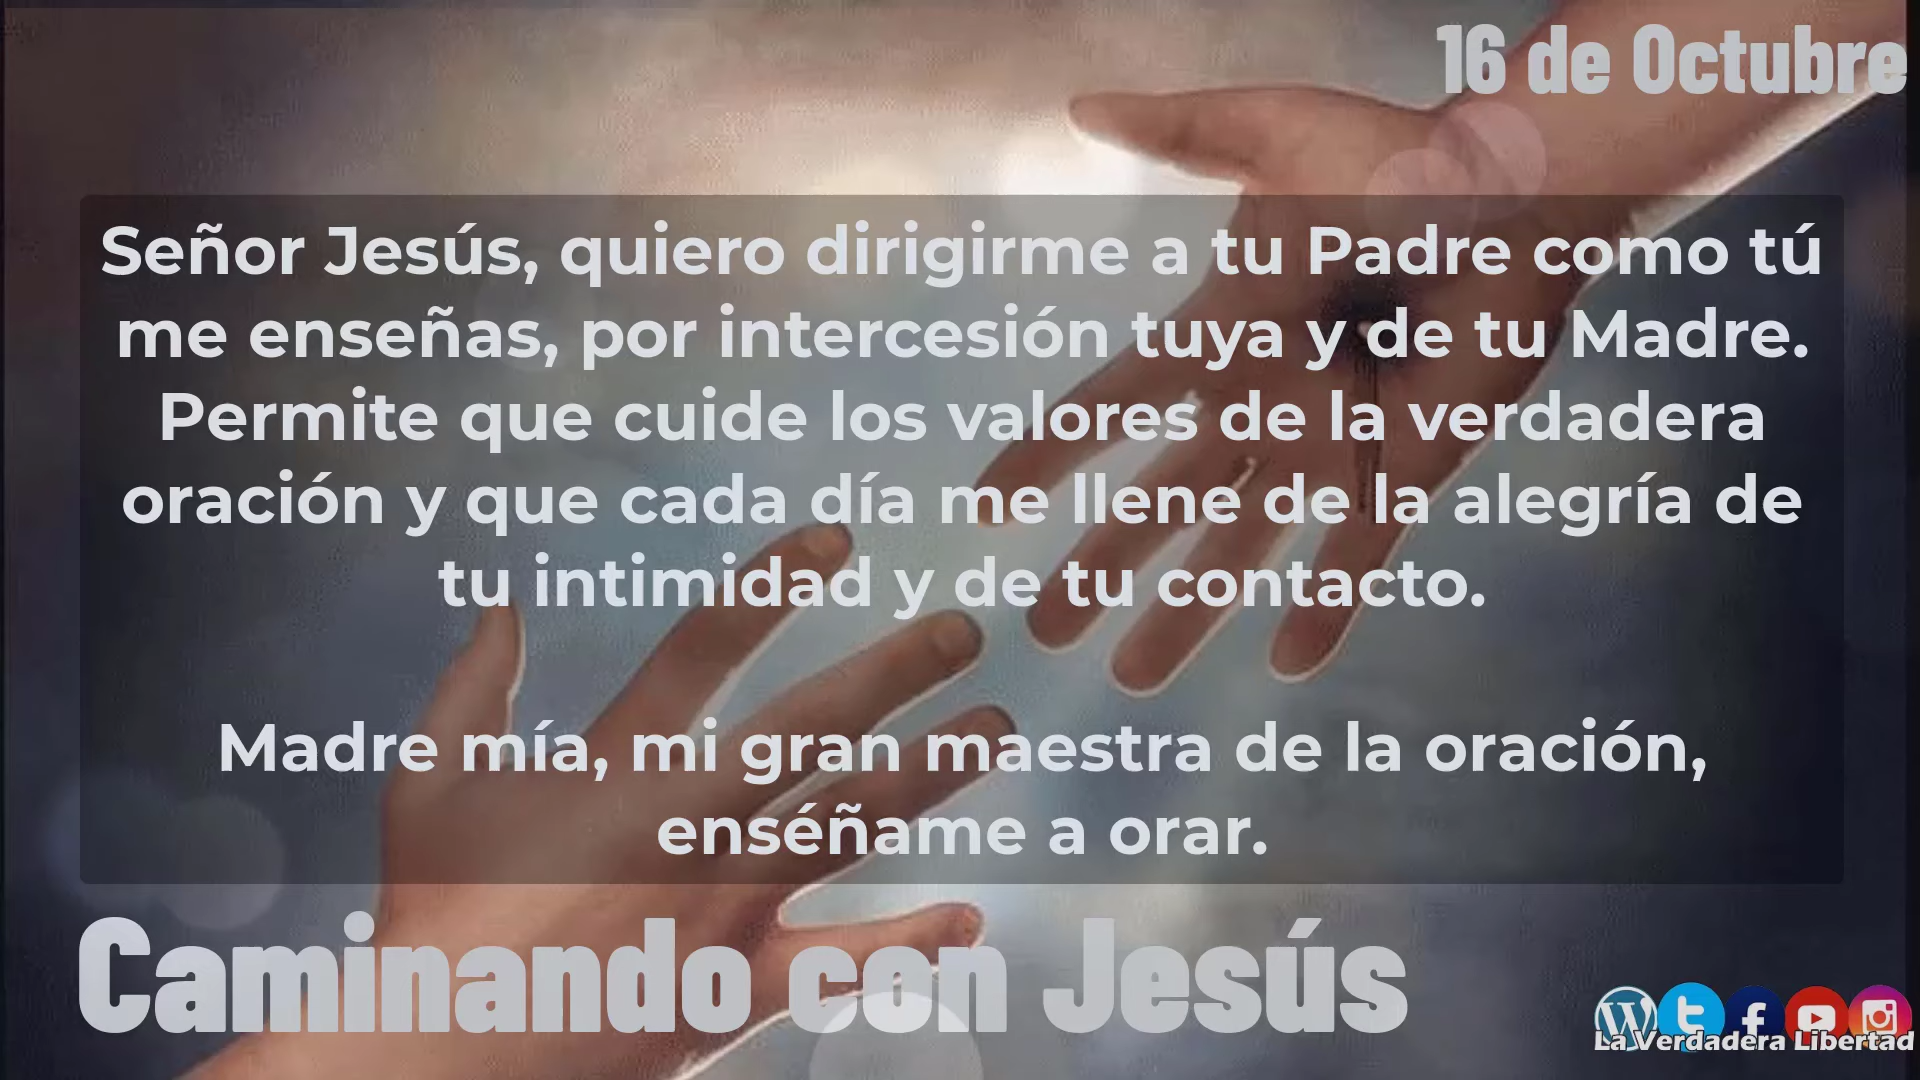 16 de Octubre
Señor Jesús, quiero dirigirme a tu Padre como tú
me enseñas, por intercesión tuya y de tu Madre.
Permite que cuide los valores de la verdadera
oración y que cada día me llene de la alegría de
tu intimidad y de tu contacto.
Madre mía, mi gran maestra de la oración,
enséñame a orar.
Caminando con Jesús
La Verdadera Libertad